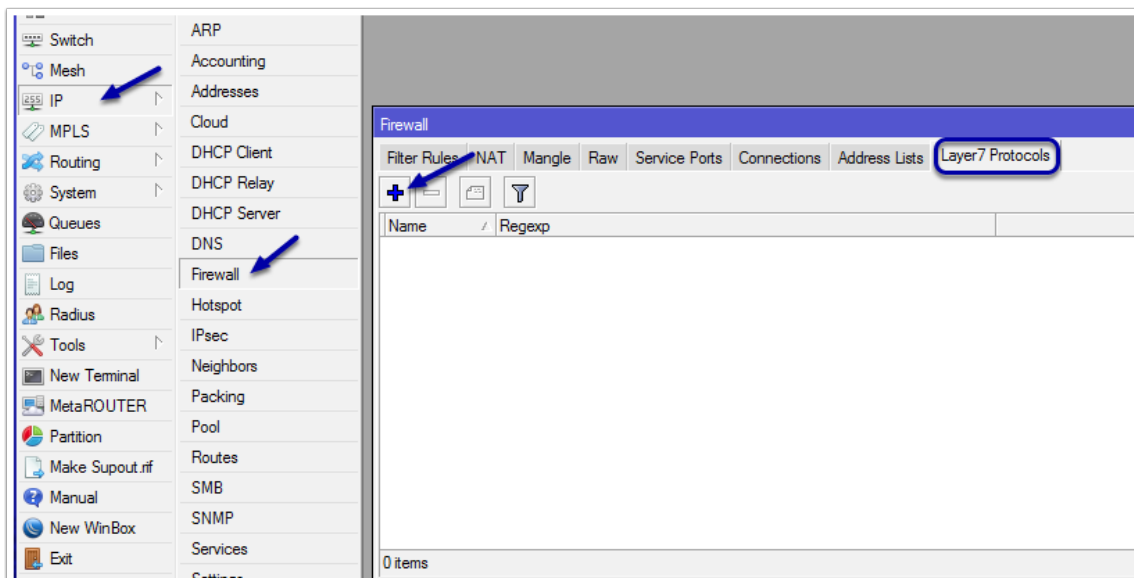 Switch
Mesh
255 IP
MPLS
Routing
System
Queues
Files
Log
Radius
Tools
New Terminal
MetaROUTER
Partition
Make Supout.rif
Manual
New WinBox
Exit
ARP
Accounting
Addresses
Cloud
DHCP Client
DHCP Relay
DHCP Server
DNS
Firewall
Hotspot
IPsec
Neighbors
Packing
Pool
Routes
SMB
SNMP
Services
Settings
Firewall
Filter Rules NAT Mangle Raw Service Ports Connections Address Lists Layer7 Protocols
Name Regexp
0 items